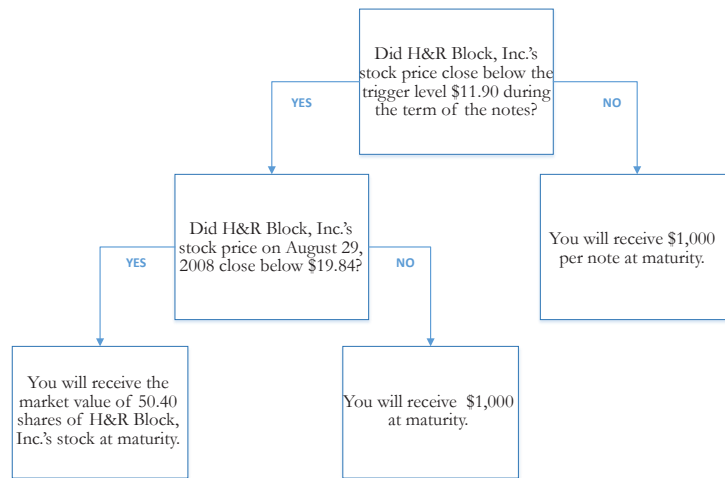 Did H&R Block, Inc.'s
stock price close below the
trigger level $11.90 during
the term of the notes?
YES
NO
Did H&R Block, Inc.'s
stock price on August 29,
2008 close below $19.84?
You will receive $1,000
per note at maturity.
YES
NO
You will receive the
market value of 50.40
shares of H&R Block,
Inc.'s stock at maturity.
You will receive $1,000
at maturity.